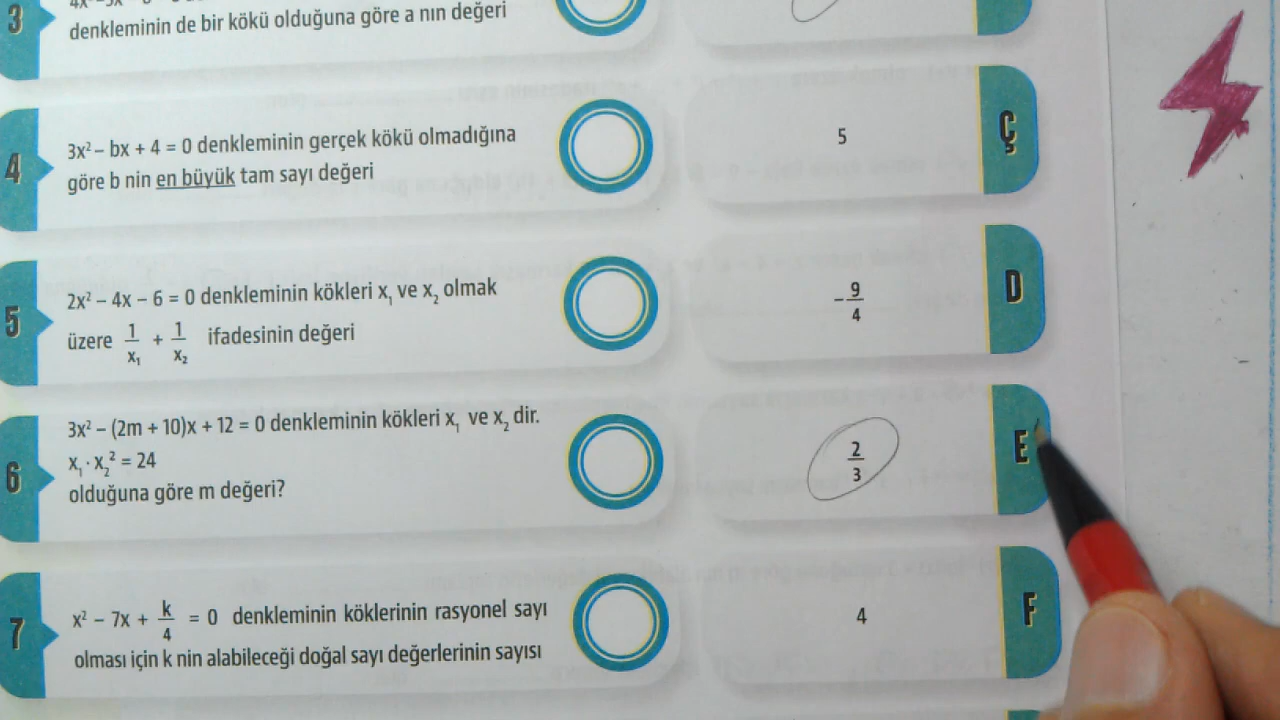 3
denkleminin de bir kökü olduğuna göre a nın değeri
4
3x² – bx + 4 = 0 denkleminin gerçek kökü olmadığına
göre b nin en büyük tam sayı değeri
5
Ç
5
2x² – 4x – 6 = 0 denkleminin kökleri x₁ ve x₂ olmak
üzere 1/x₁ + 1/x₂ ifadesinin değeri
–9/4
D
6
3x² – (2m + 10)x + 12 = 0 denkleminin kökleri x₁ ve x₂ dir.
x₁ · x₂² = 24
olduğuna göre m değeri?
2/3
E
7
x² – 7x + k/4 = 0 denkleminin köklerinin rasyonel sayı
olması için k nin alabileceği doğal sayı değerlerinin sayısı
4
F